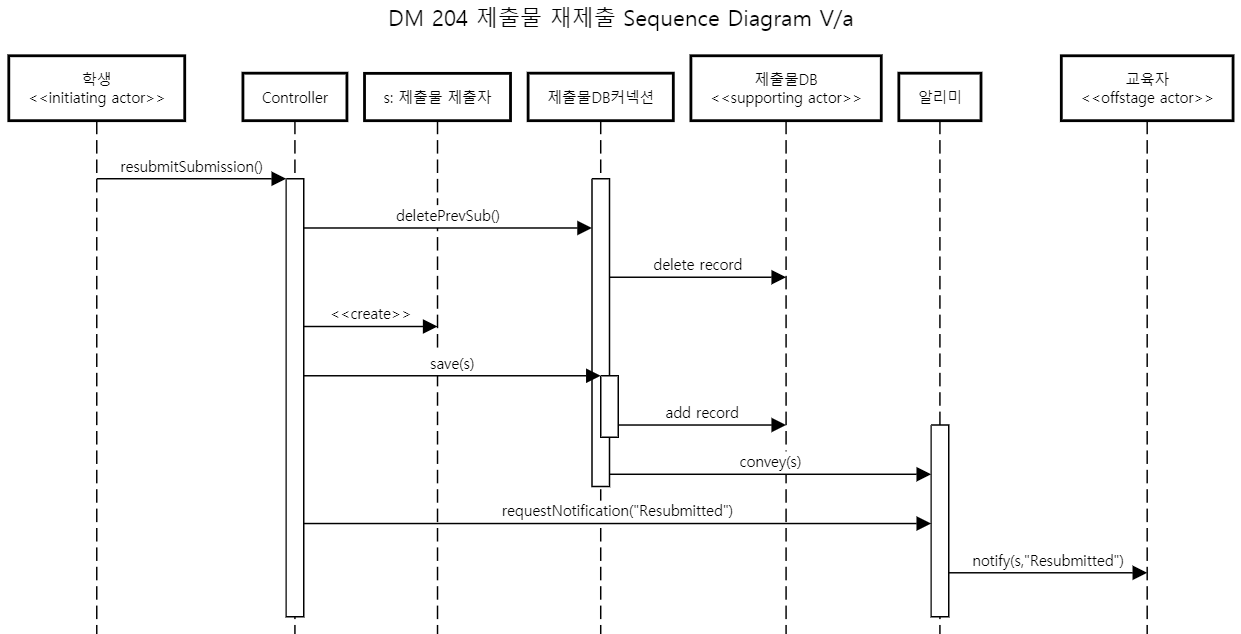 DM 204 제출물 재제출 Sequence Diagram V/a
학생
<<initiating actor>>
Controller
s: 제출물 제출자
제출물DB커넥션
제출물DB
<<supporting actor>>
알리미
교육자
<<offstage actor>>
resubmitSubmission()
deletePrevSub()
delete record
<<create>>
save(s)
add record
convey(s)
requestNotification("Resubmitted")
notify(s,"Resubmitted")